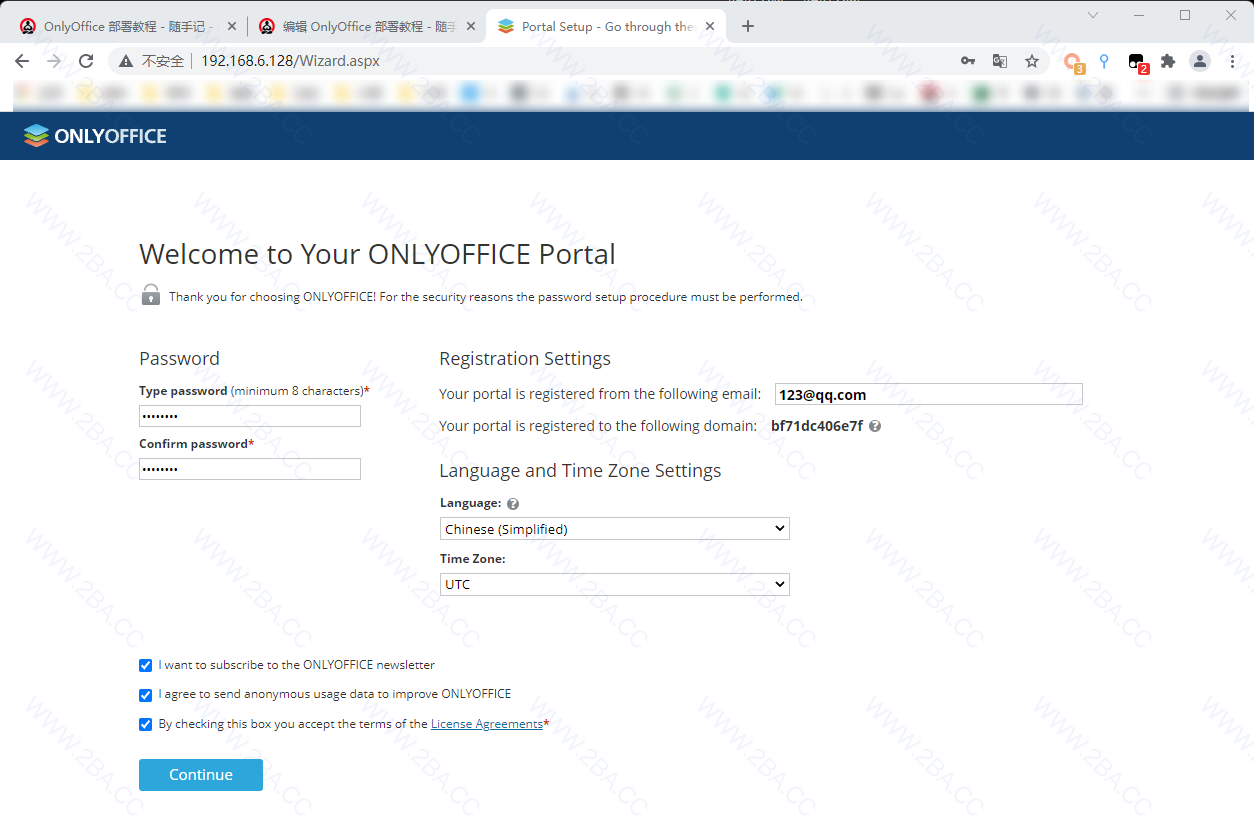 OnlyOffice 部署教程 - 随手记 -
编辑 OnlyOffice 部署教程 - 随手
Portal Setup - Go through the
不安全
192.168.6.128/Wizard.aspx
3
2
ONLYOFFICE
Welcome to Your ONLYOFFICE Portal
Thank you for choosing ONLYOFFICE! For the security reasons the password setup procedure must be performed.
Password
Type password (minimum 8 characters)*
••••••••
Confirm password*
••••••••
Registration Settings
Your portal is registered from the following email: 123@qq.com
Your portal is registered to the following domain: bf71dc406e7f ?
Language and Time Zone Settings
Language: ?
Chinese (Simplified)
Time Zone:
UTC
I want to subscribe to the ONLYOFFICE newsletter
I agree to send anonymous usage data to improve ONLYOFFICE
By checking this box you accept the terms of the License Agreements*
Continue
WWW.2BA.CC